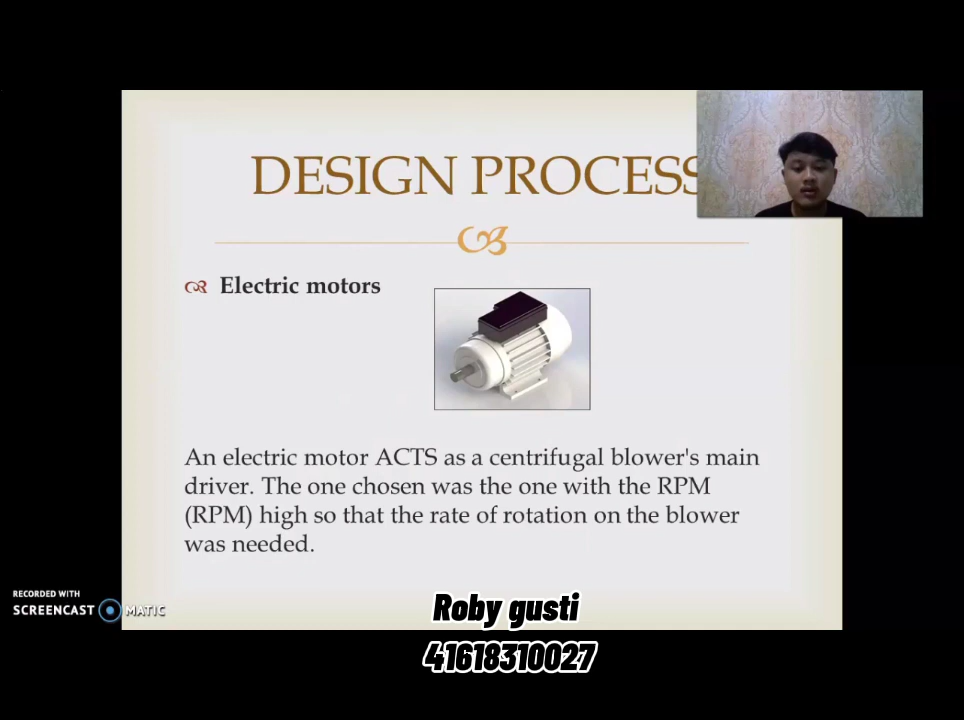 DESIGN PROCESS
Electric motors
An electric motor ACTS as a centrifugal blower's main
driver. The one chosen was the one with the RPM
(RPM) high so that the rate of rotation on the blower
was needed.
RECORDED WITH
SCREENCAST MATIC
Roby gusti
41618310027